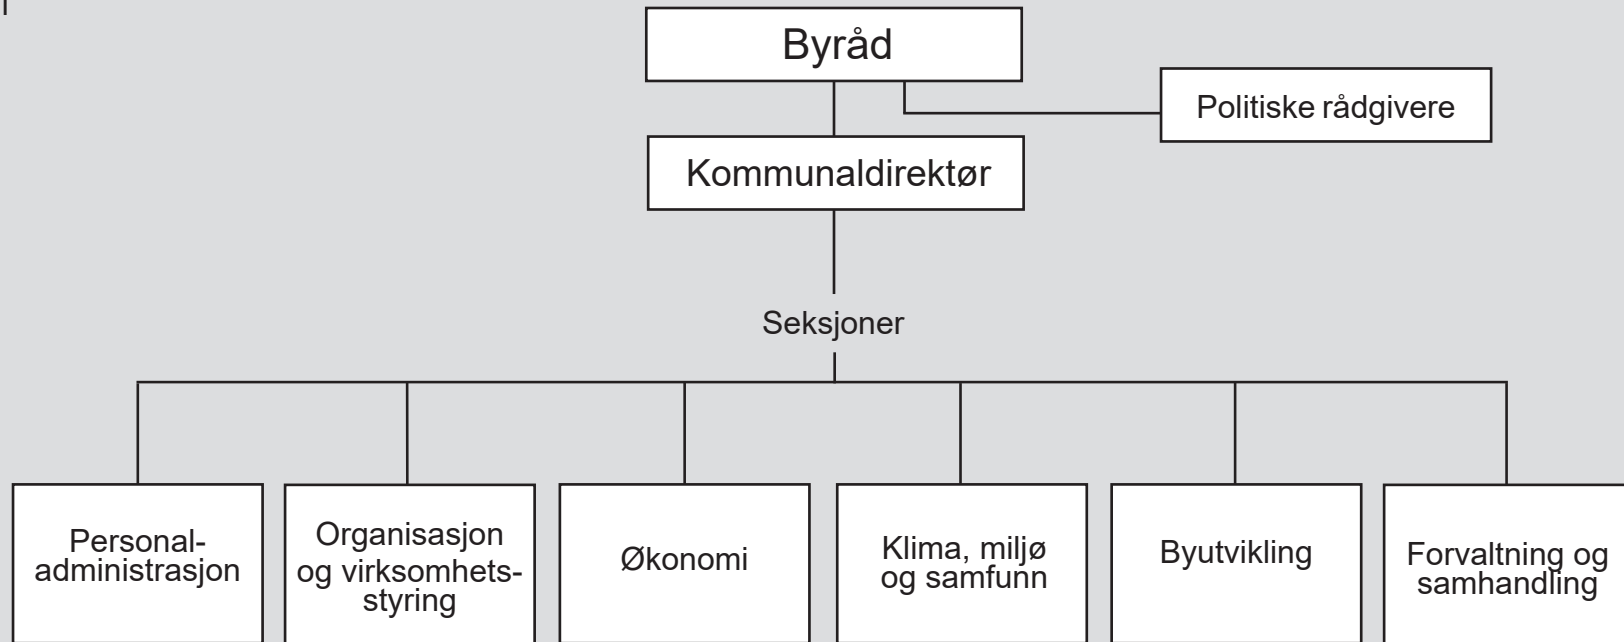 Byråd
Politiske rådgivere
Kommunaldirektør
Seksjoner
Personal-
administrasjon
Organisasjon
og virksomhets-
styring
Økonomi
Klima, miljø
og samfunn
Byutvikling
Forvaltning og
samhandling